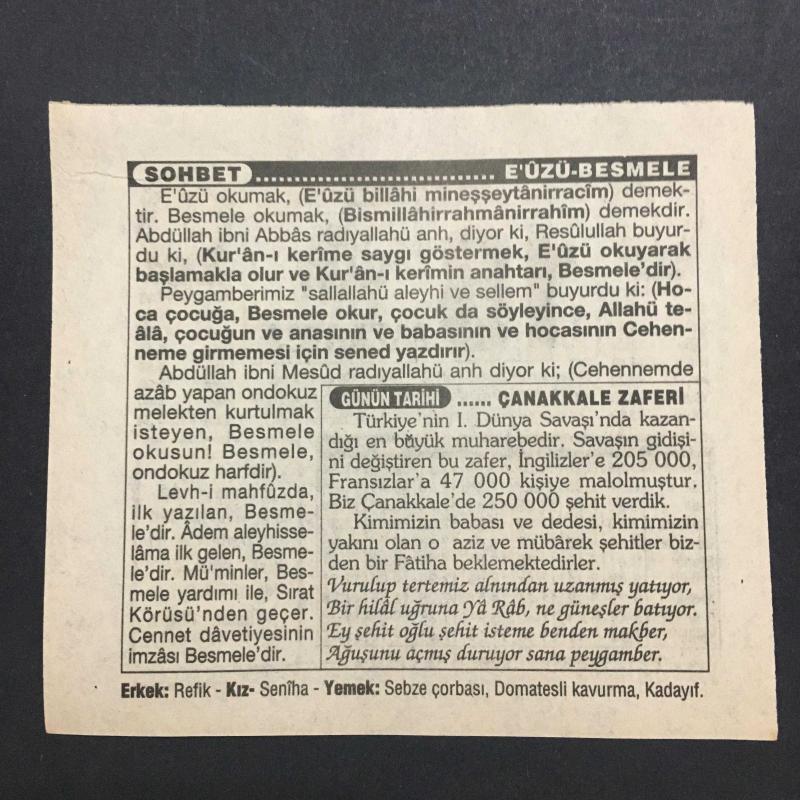 SOHBET .............................. E'ÛZÜ-BESMELE
E'ûzü okumak, (E'ûzü billâhi mineşşeytânirracîm) demek-
tir. Besmele okumak, (Bismillâhirrahmânirrahîm) demekdir.
Abdüllah ibni Abbâs radıyallahü anh, diyor ki, Resûlullah buyur-
du ki, (Kur'ân-ı kerîme saygı göstermek, E'ûzü okuyarak
başlamakla olur ve Kur'ân-ı kerîmin anahtarı, Besmele'dir).
Peygamberimiz "sallallahü aleyhi ve sellem" buyurdu ki: (Ho-
ca çocuğa, Besmele okur, çocuk da söyleyince, Allahü te-
âlâ, çocuğun ve anasının ve babasının ve hocasının Cehen-
neme girmemesi için sened yazdırır).
Abdüllah ibni Mesûd radıyallahü anh diyor ki; (Cehennemde
azâb yapan ondokuz
melekten kurtulmak
isteyen, Besmele
okusun! Besmele,
ondokuz harfdir).
Levh-i mahfûzda,
ilk yazılan, Besme-
le'dir. Âdem aleyhisse-
lâma ilk gelen, Besme-
le'dir. Mü'minler, Bes-
mele yardımı ile, Sırat
Körüsü'nden geçer.
Cennet dâvetiyesinin
imzâsı Besmele'dir.
GÜNÜN TARİHİ ...... ÇANAKKALE ZAFERİ
Türkiye'nin I. Dünya Savaşı'nda kazan-
dığı en büyük muharebedir. Savaşın gidişi-
ni değiştiren bu zafer, İngilizler'e 205 000,
Fransızlar'a 47 000 kişiye malolmuştur.
Biz Çanakkale'de 250 000 şehit verdik.
Kimimizin babası ve dedesi, kimimizin
yakını olan o aziz ve mübârek şehitler biz-
den bir Fâtiha beklemektedirler.
Vurulup tertemiz alnından uzanmış yatıyor,
Bir hilâl uğruna Yâ Râb, ne güneşler batıyor.
Ey şehit oğlu şehit isteme benden makber,
Ağuşunu açmış duruyor sana peygamber.
Erkek: Refik - Kız- Senîha - Yemek: Sebze çorbası, Domatesli kavurma, Kadayıf.